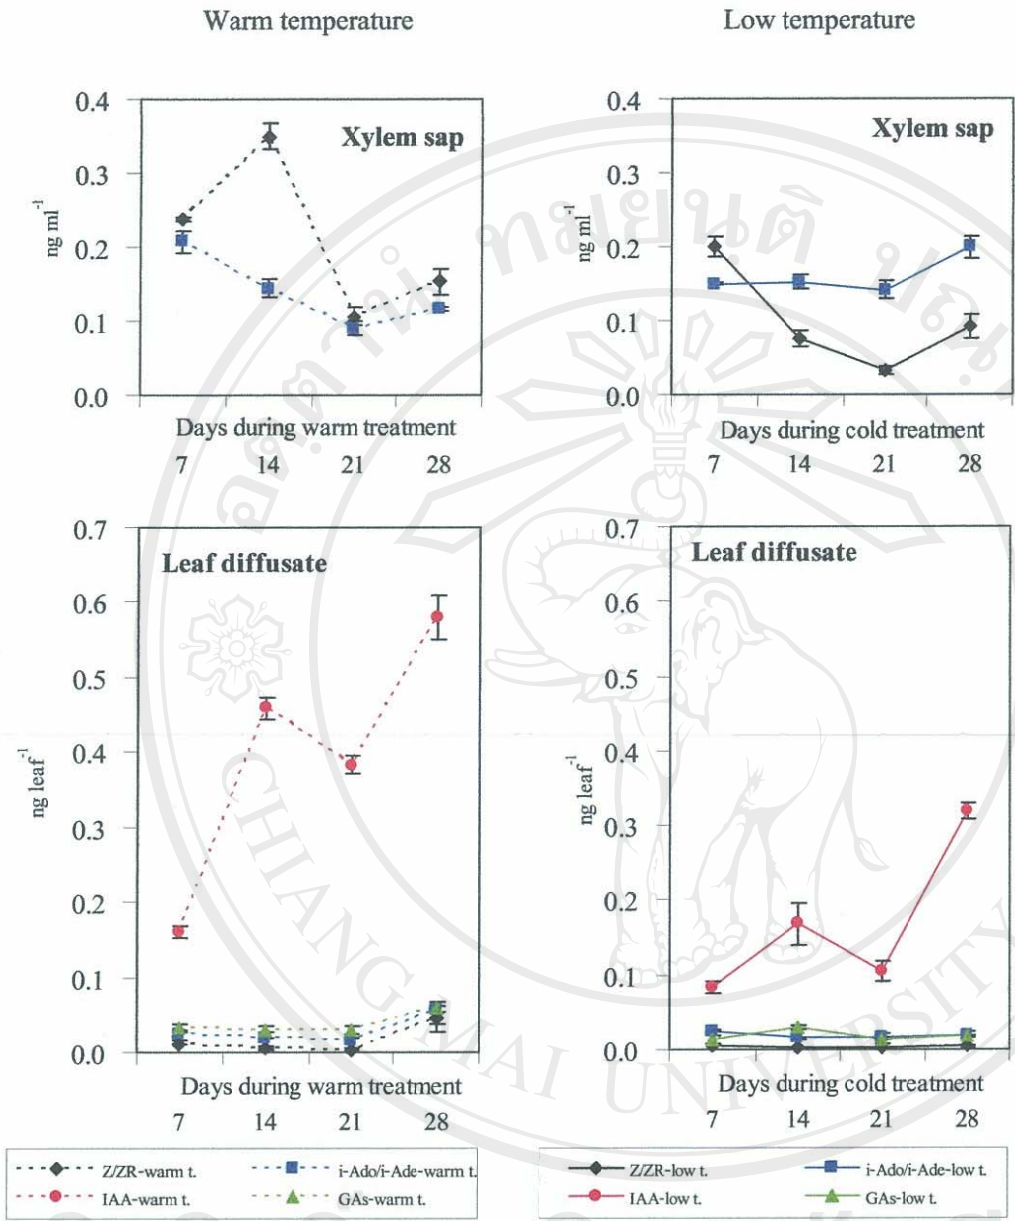 Warm temperature
Low temperature
0.4
0.3
0.2
0.1
0.0
ng ml-1
Xylem sap
Days during warm treatment
7 14 21 28
0.4
0.3
0.2
0.1
0.0
ng ml-1
Xylem sap
Days during cold treatment
7 14 21 28
0.7
0.6
0.5
0.4
0.3
0.2
0.1
0.0
ng leaf-1
Leaf diffusate
Days during warm treatment
7 14 21 28
0.7
0.6
0.5
0.4
0.3
0.2
0.1
0.0
ng leaf-1
Leaf diffusate
Days during cold treatment
7 14 21 28
Z/ZR-warm t. i-Ado/i-Ade-warm t.
IAA-warm t. GAs-warm t.
Z/ZR-low t. i-Ado/i-Ade-low t.
IAA-low t. GAs-low t.
CHIANG MAI UNIVERSITY